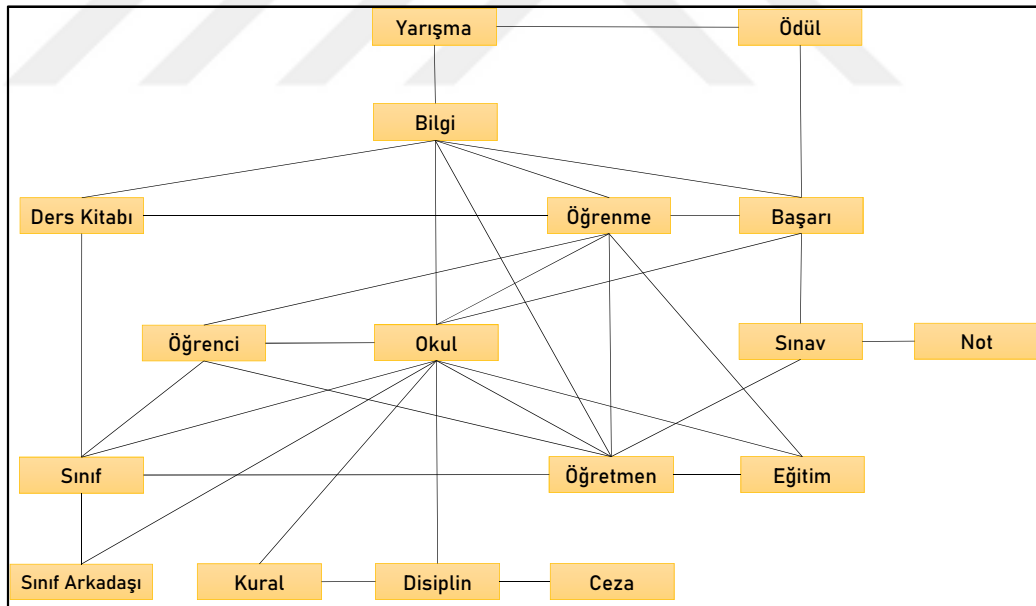 Yarışma
Ödül
Bilgi
Ders Kitabı
Öğrenme
Başarı
Öğrenci
Okul
Sınav
Not
Sınıf
Öğretmen
Eğitim
Sınıf Arkadaşı
Kural
Disiplin
Ceza